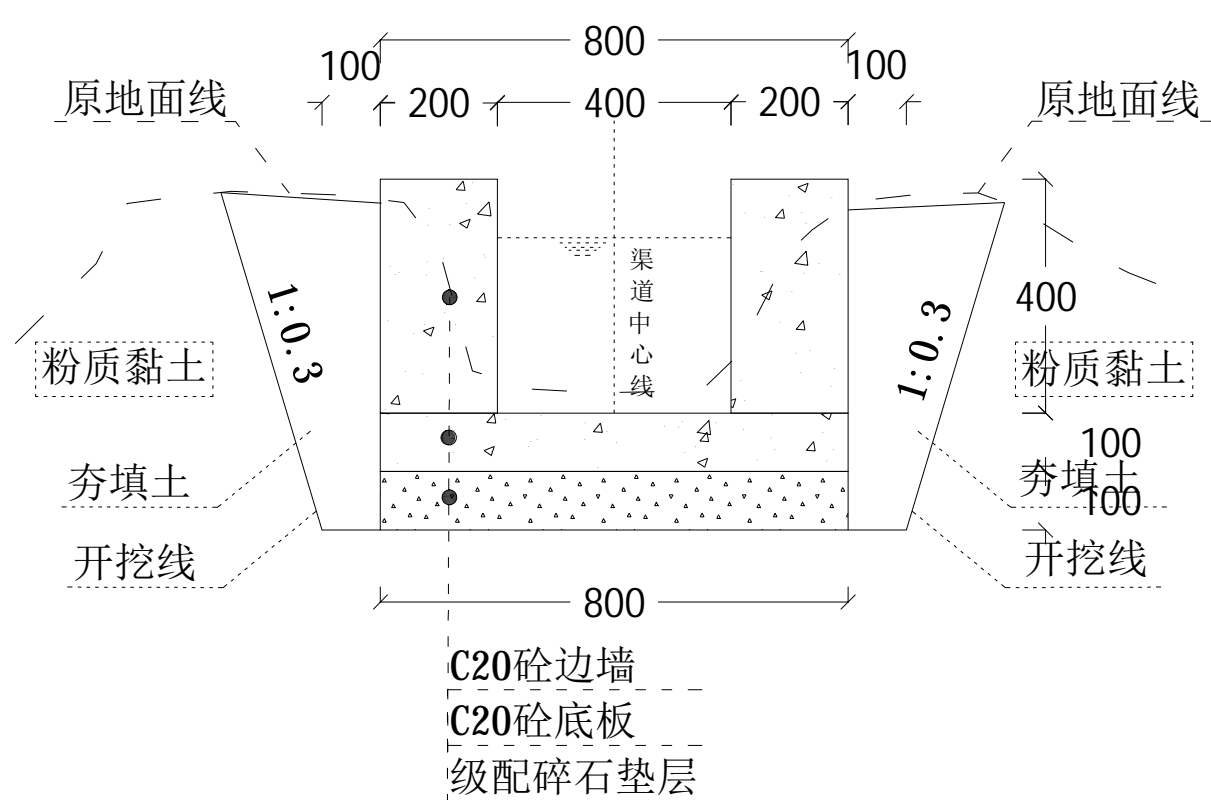 800
100
100
原地面线
200
400
200
原地面线
渠道中心线
1:0.3
1:0.3
400
粉质黏土
粉质黏土
100
夯填土
夯填土
100
开挖线
开挖线
800
C20砼边墙
C20砼底板
级配碎石垫层